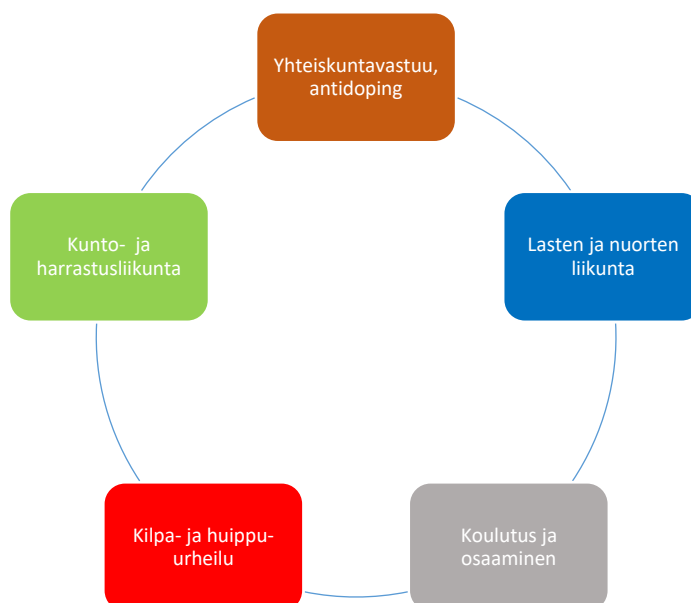 Yhteiskuntavastuu,
antidoping
Kunto- ja
harrastusliikunta
Lasten ja nuorten
liikunta
Kilpa- ja huippu-
urheilu
Koulutus ja
osaaminen